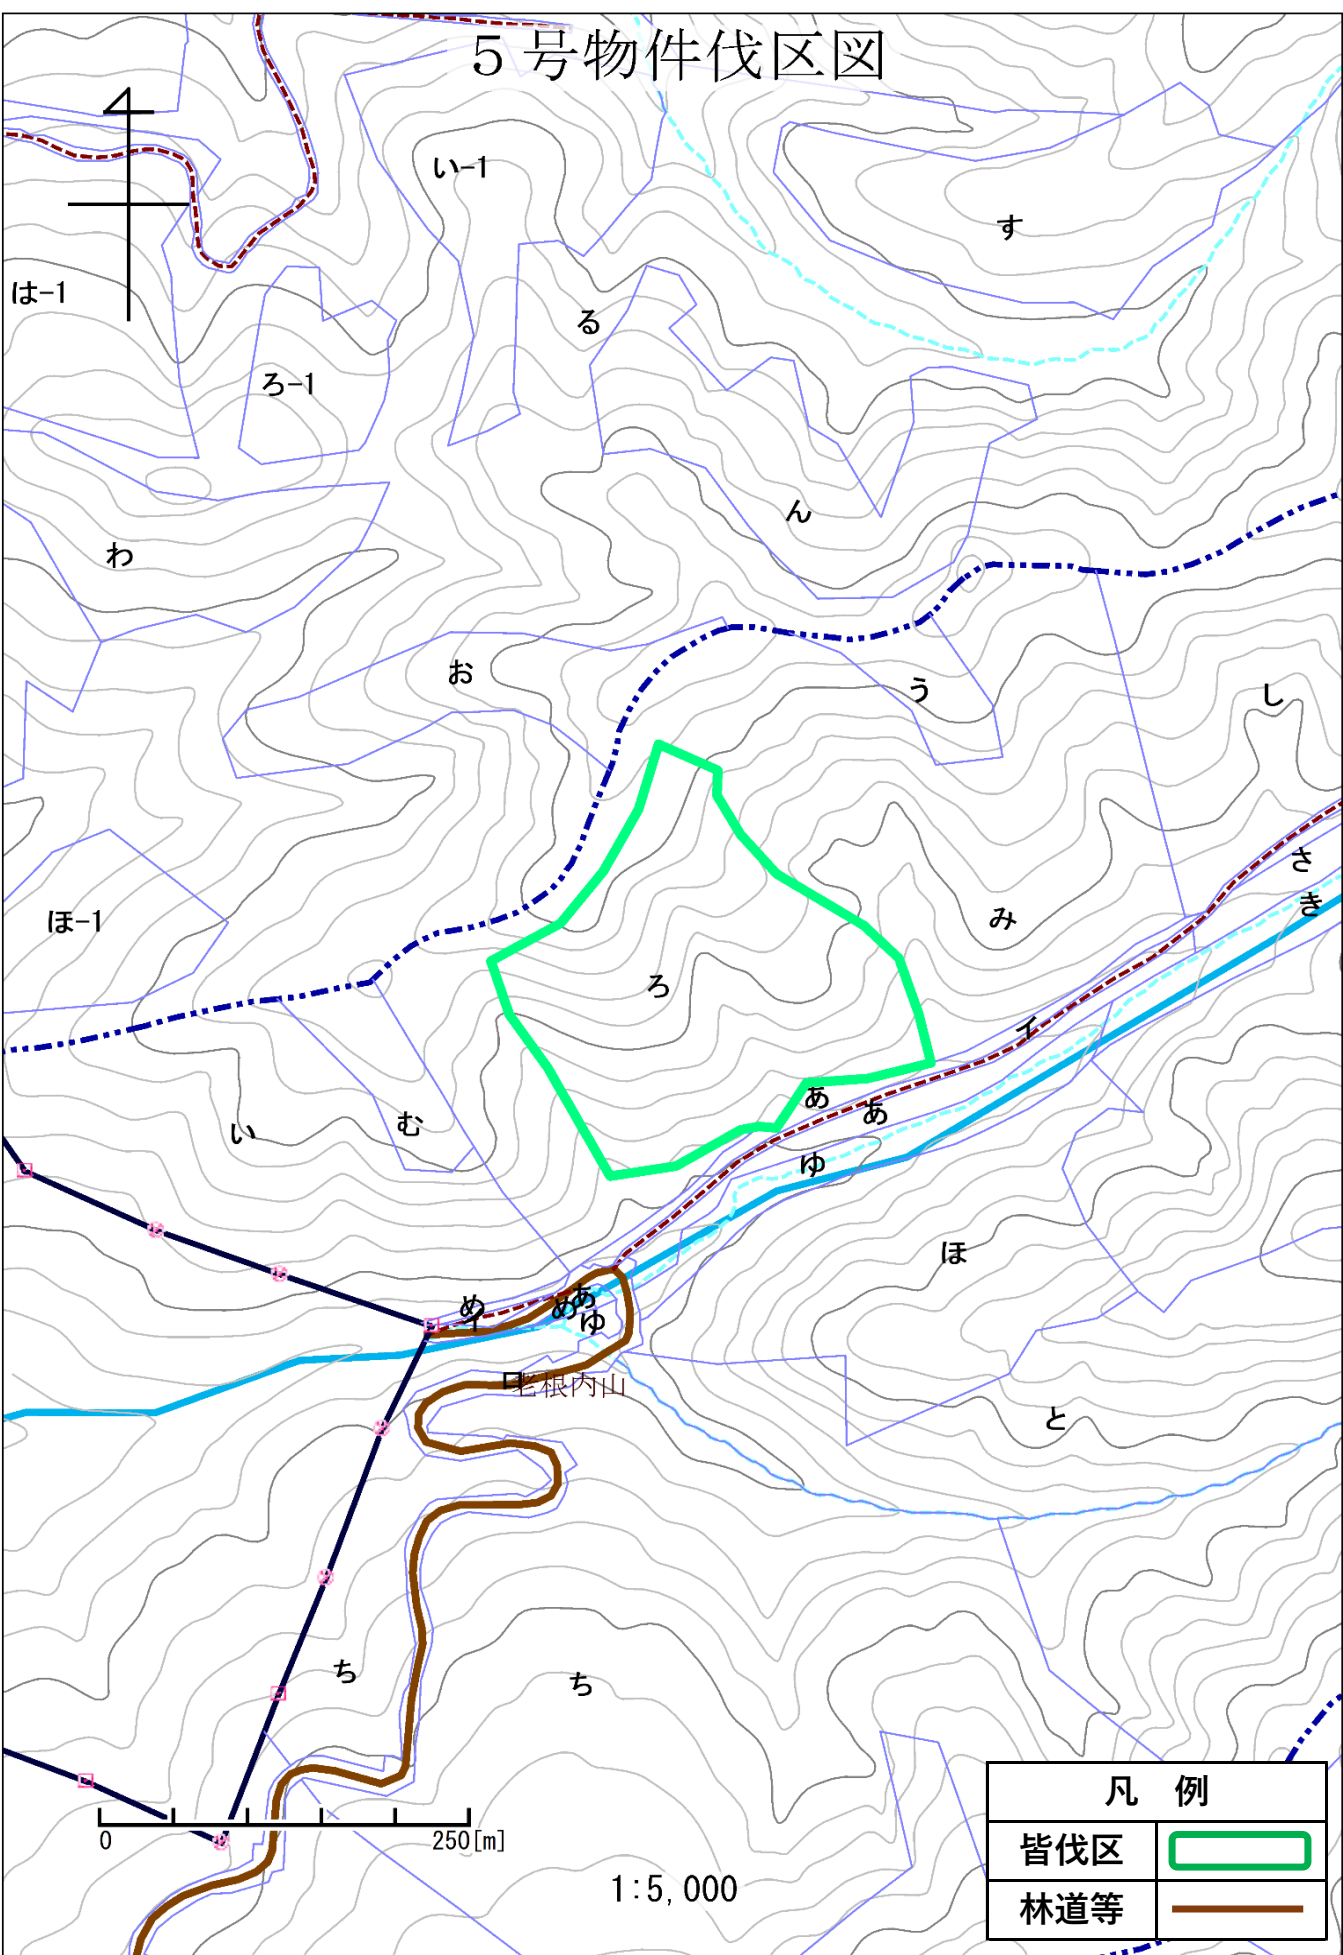 5号物件伐区図
い-1
す
は-1
る
ろ-1
ん
わ
お
う
し
さ
き
ほ-1
み
ろ
イ
あ
あ
い
む
ゆ
ほ
め
イ
め
あ
ゆ
ロ
老根内山
と
ち
ち
0 250[m]
1:5,000
凡 例
皆伐区
林道等